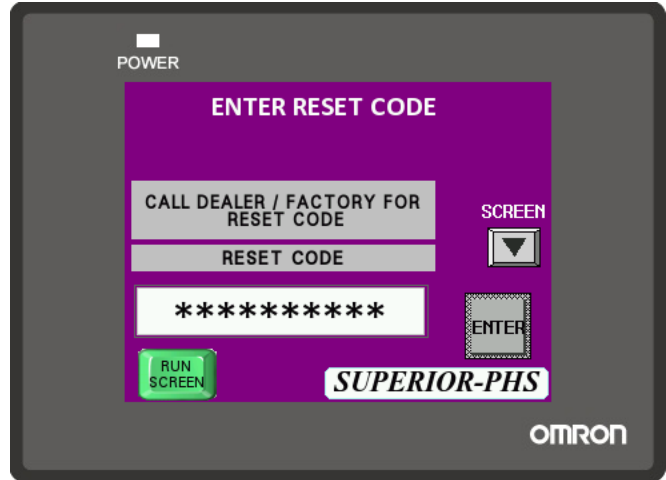 POWER
ENTER RESET CODE
CALL DEALER / FACTORY FOR
RESET CODE
SCREEN
RESET CODE
**********
ENTER
RUN
SCREEN
SUPERIOR-PHS
OMRON